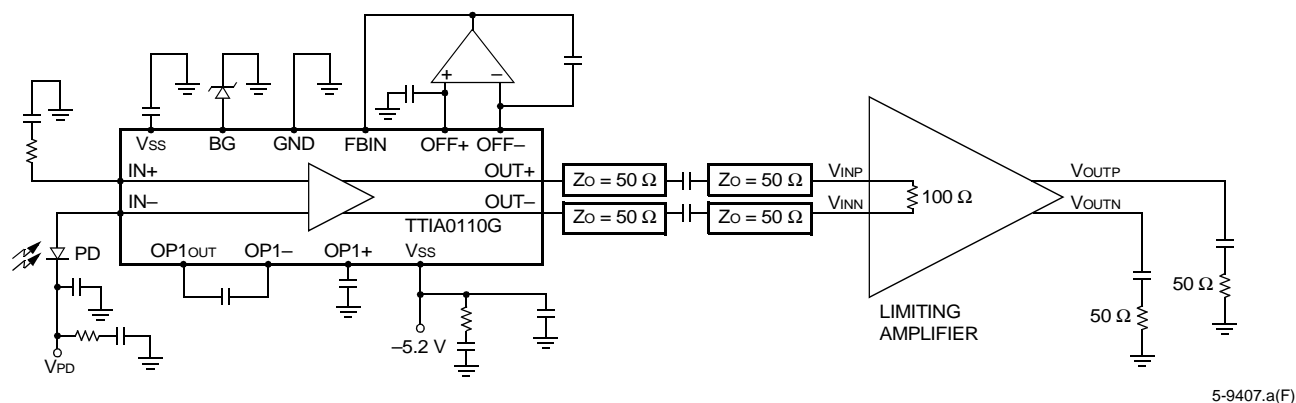 + –
VSS BG GND FBIN OFF+ OFF–
IN+ OUT+ ZO = 50 Ω ZO = 50 Ω VINP VOUTP
IN– OUT– ZO = 50 Ω ZO = 50 Ω VINN 100 Ω VOUTN
TTIA0110G
PD OP1OUT OP1– OP1+ VSS
50 Ω
LIMITING
AMPLIFIER
50 Ω
–5.2 V
VPD
5-9407.a(F)